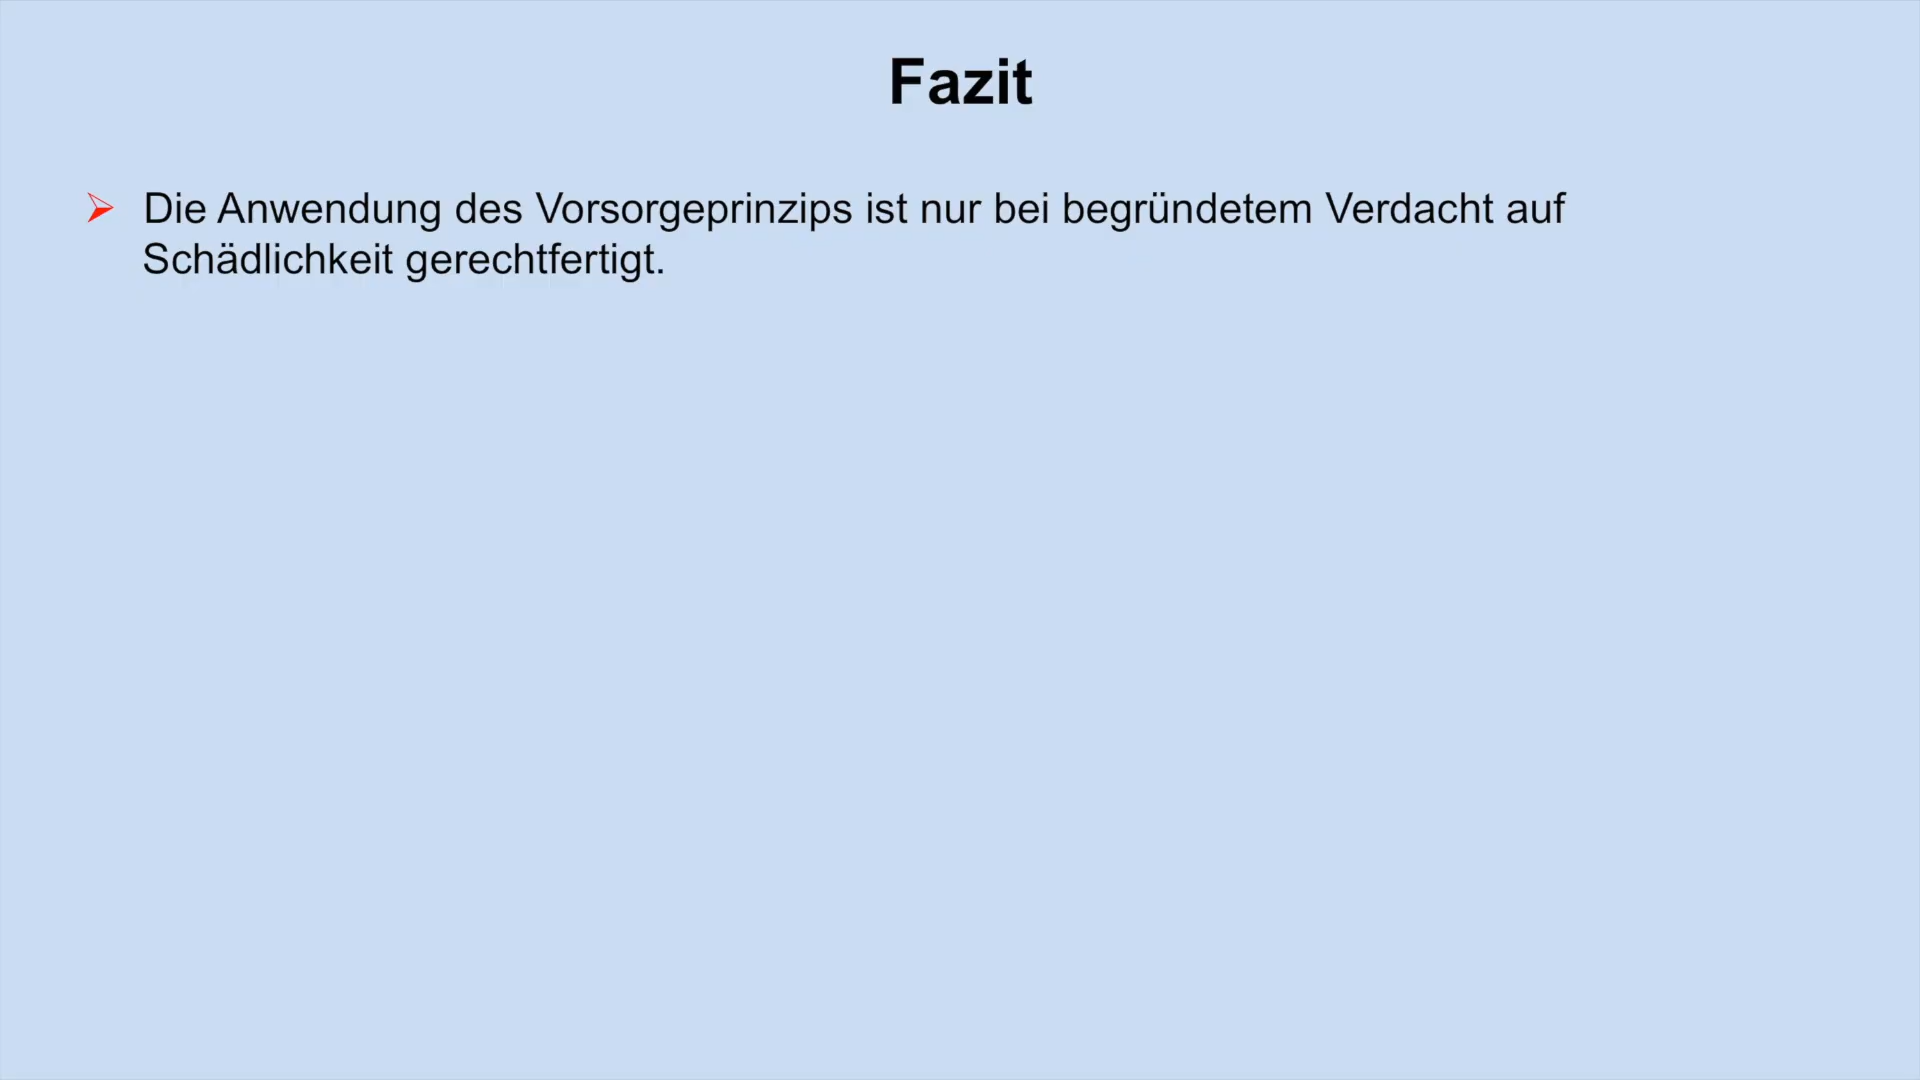 Fazit
Die Anwendung des Vorsorgeprinzips ist nur bei begründetem Verdacht auf
Schädlichkeit gerechtfertigt.